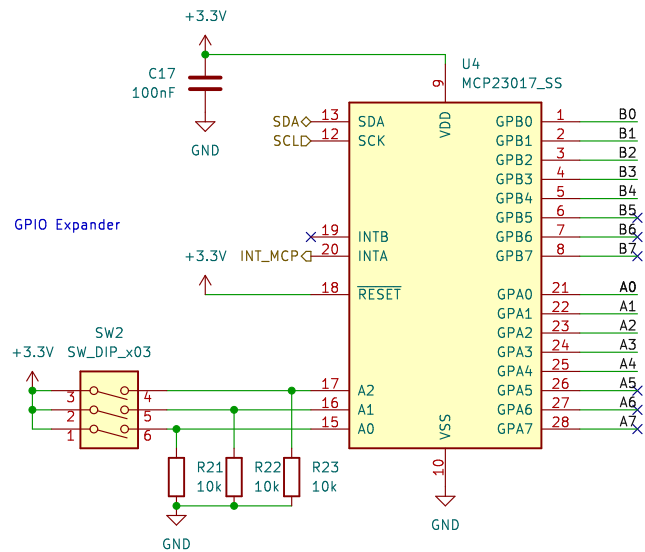 +3.3V
C17
100nF
GND
U4
MCP23017_SS
9
VDD
SDA 13 SDA
SCL 12 SCK
GPB0 1 B0
GPB1 2 B1
GPB2 3 B2
GPB3 4 B3
GPB4 5 B4
GPB5 6 B5
GPB6 7 B6
GPB7 8 B7
GPIO Expander
19 INTB
INT_MCP 20 INTA
+3.3V
18 RESET
GPA0 21 A0
GPA1 22 A1
GPA2 23 A2
GPA3 24 A3
GPA4 25 A4
GPA5 26 A5
GPA6 27 A6
GPA7 28 A7
SW2
SW_DIP_x03
+3.3V
3 4
2 5
1 6
17 A2
16 A1
15 A0
VSS
10
GND
R21
10k
R22
10k
R23
10k
GND